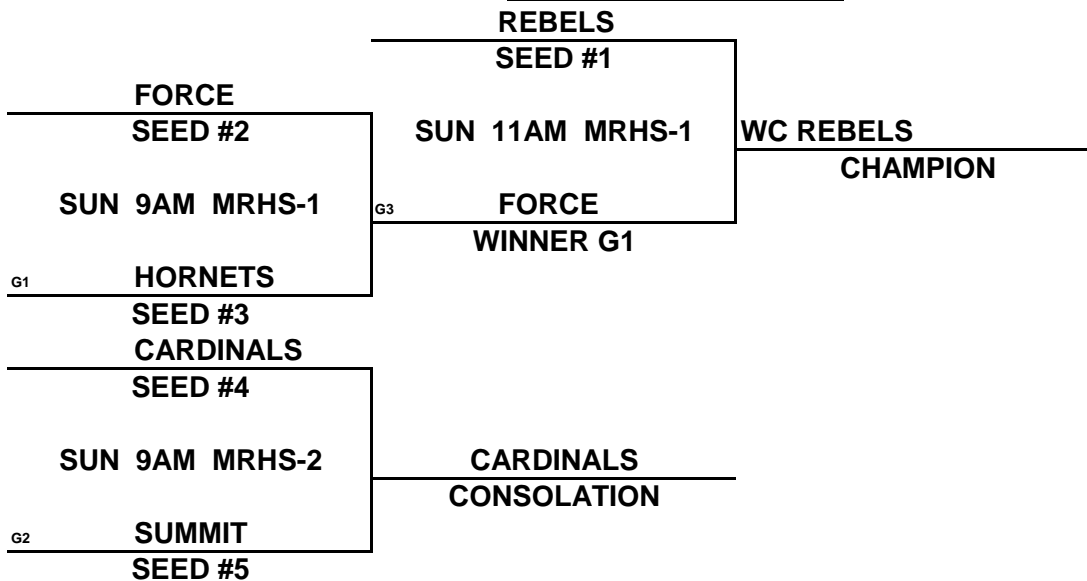 REBELS
SEED #1
FORCE
SEED #2
SUN 11AM MRHS-1
WC REBELS
CHAMPION
SUN 9AM MRHS-1
G3
FORCE
WINNER G1
G1
HORNETS
SEED #3
CARDINALS
SEED #4
SUN 9AM MRHS-2
CARDINALS
CONSOLATION
G2
SUMMIT
SEED #5